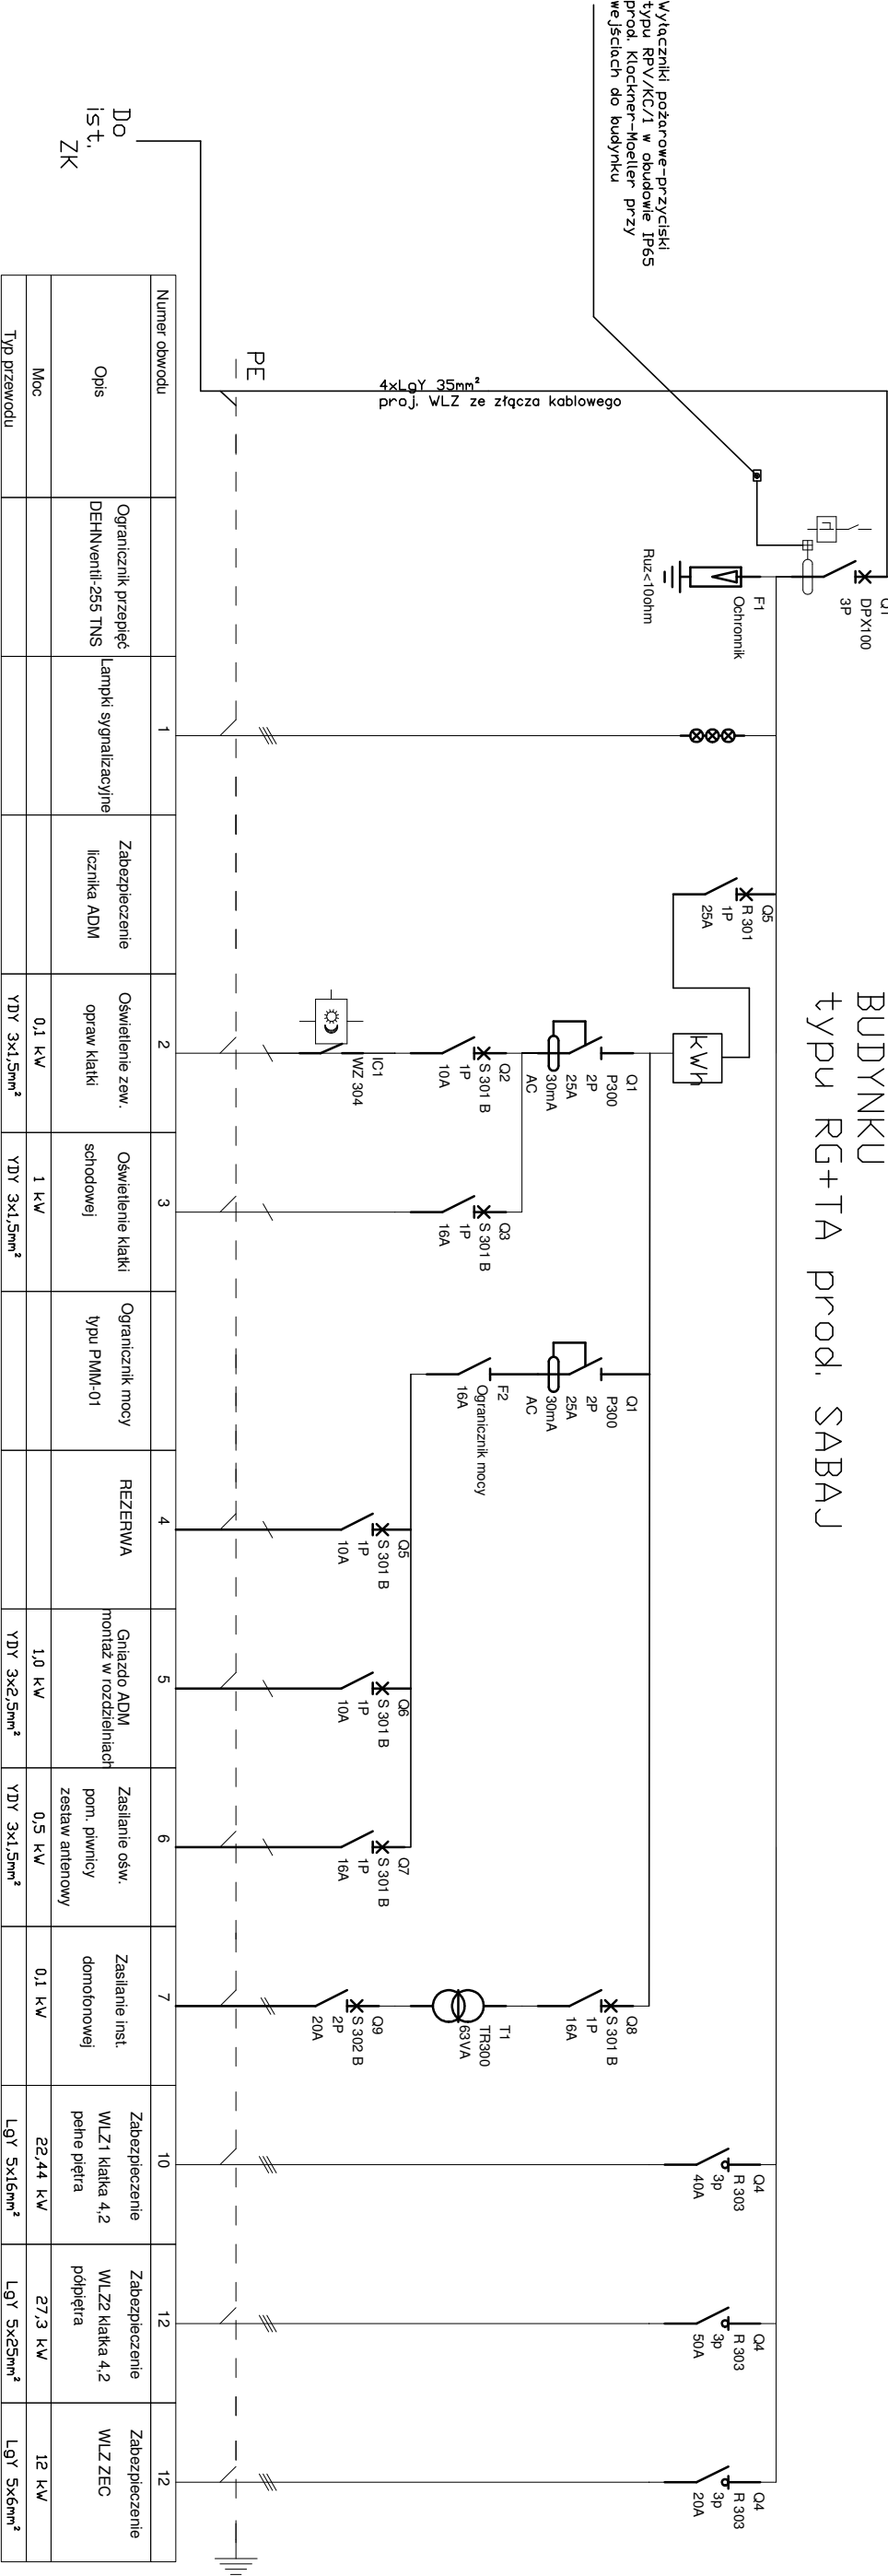 BUDYNKU
typu RG+TA prod. SABAJ
Wyłączniki pożarowe-przyciski
typu RPV/KC/1 w obudowie IP65
prod. Klockner-Moeller przy
wejściach do budynku
Do
ist.
ZK
4xLgY 35mm²
proj. WLZ ze złącza kablowego
PE
Q1
DPX100
3P
F1
Ochronnik
Ruz<10ohm
Q5
R 301
1P
25A
kWh
Q1
P300
2P
25A
30mA
AC
Q2
S 301 B
1P
10A
IC1
WZ 304
Q3
S 301 B
1P
16A
Q1
P300
2P
25A
30mA
AC
F2
Ogranicznik mocy
16A
Q5
S 301 B
1P
10A
Q6
S 301 B
1P
10A
Q7
S 301 B
1P
16A
Q8
S 301 B
1P
16A
T1
TR300
63VA
Q9
S 302 B
2P
20A
Q4
R 303
3p
40A
Q4
R 303
3p
50A
Q4
R 303
3p
20A
Numer obwodu
1
2
3
4
5
6
7
10
12
12
Opis
Ogranicznik przepięć
DEHNventil-255 TNS
Lampki sygnalizacyjne
Zabezpieczenie
licznika ADM
Oświetlenie zew.
opraw klatki
Oświetlenie klatki
schodowej
Ogranicznik mocy
typu PMM-01
REZERWA
Gniazdo ADM
montaż w rozdzielniach
Zasilanie ośw.
pom. piwnicy
zestaw antenowy
Zasilanie inst.
domofonowej
Zabezpieczenie
WLZ1 klatka 4,2
pełne piętra
Zabezpieczenie
WLZ2 klatka 4,2
półpiętra
Zabezpieczenie
WLZ ZEC
Moc
0,1 kW
1 kW
1,0 kW
0,5 kW
0,1 kW
22,44 kW
27,3 kW
12 kW
Typ przewodu
YDY 3x1,5mm²
YDY 3x1,5mm²
YDY 3x2,5mm²
YDY 3x1,5mm²
LgY 5x16mm²
LgY 5x25mm²
LgY 5x6mm²